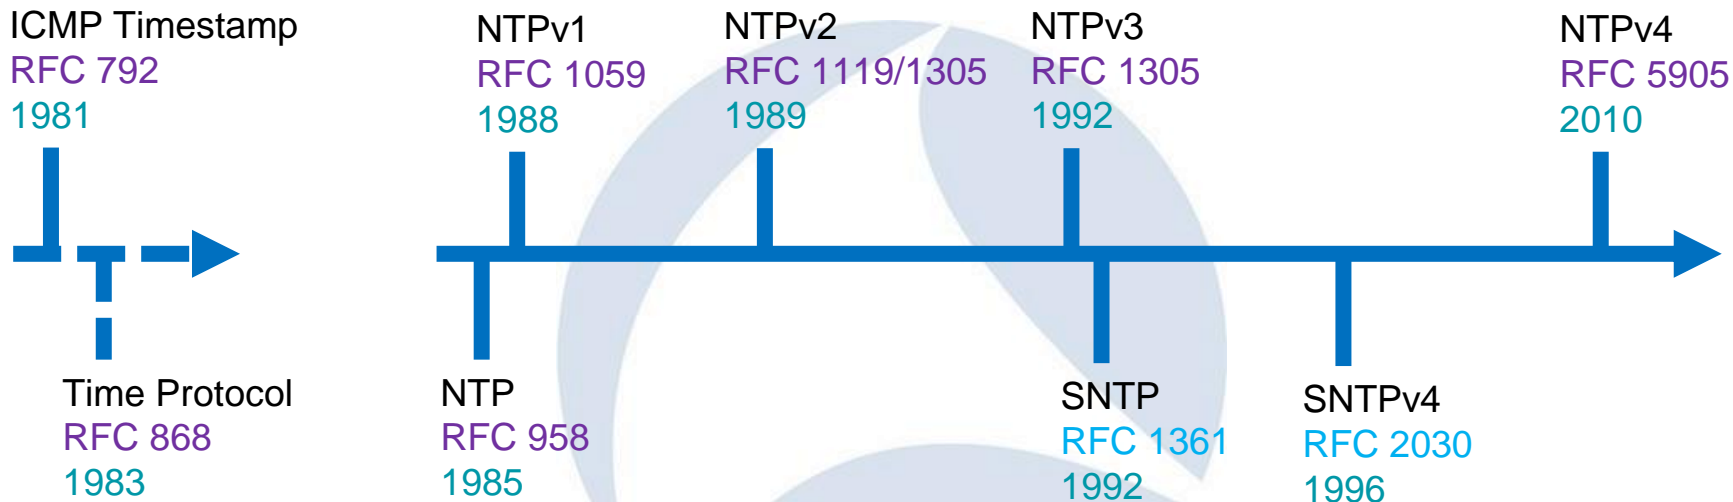 ICMP Timestamp
RFC 792
1981
NTPv1
RFC 1059
1988
NTPv2
RFC 1119/1305
1989
NTPv3
RFC 1305
1992
NTPv4
RFC 5905
2010
Time Protocol
RFC 868
1983
NTP
RFC 958
1985
SNTP
RFC 1361
1992
SNTPv4
RFC 2030
1996